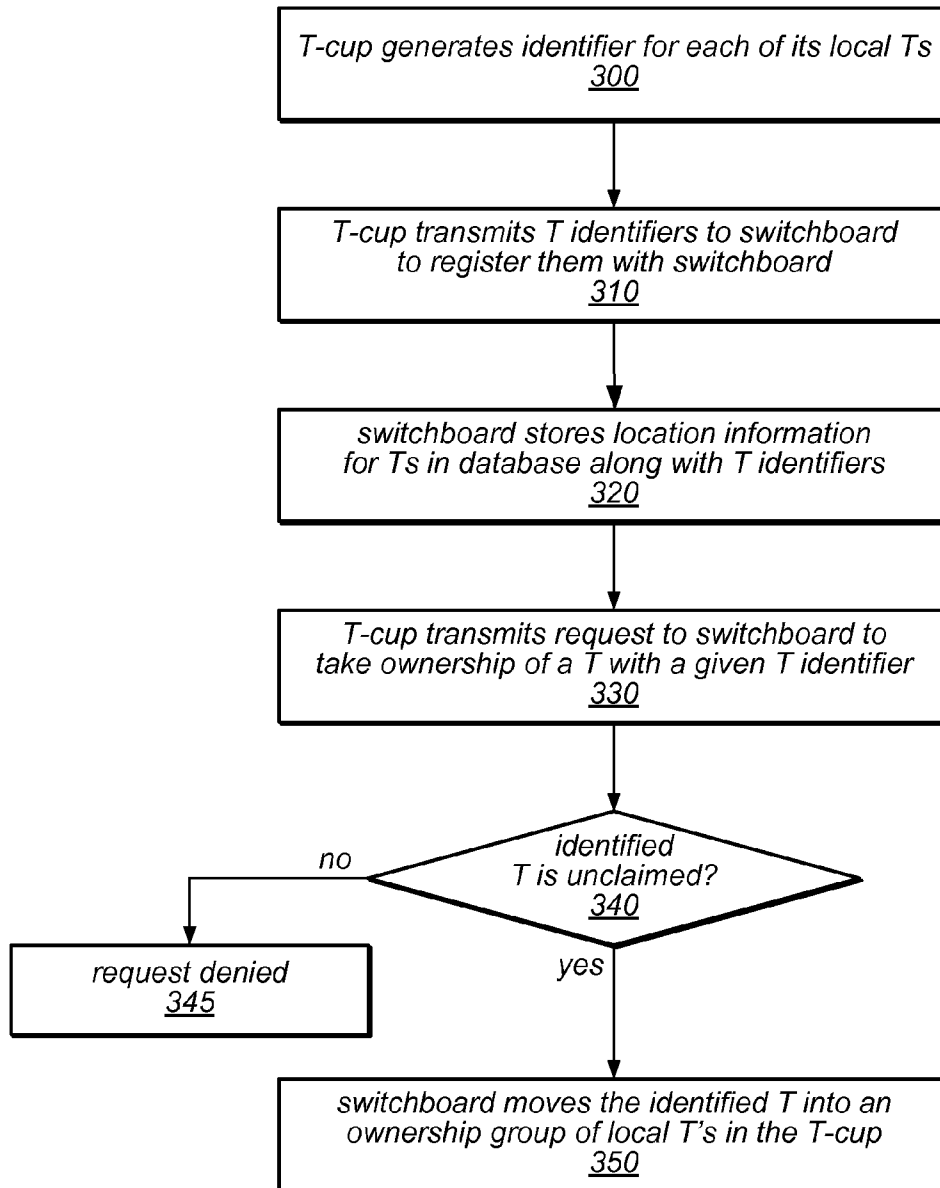 T-cup generates identifier for each of its local Ts
300
T-cup transmits T identifiers to switchboard
to register them with switchboard
310
switchboard stores location information
for Ts in database along with T identifiers
320
T-cup transmits request to switchboard to
take ownership of a T with a given T identifier
330
identified
T is unclaimed?
340
no
request denied
345
yes
switchboard moves the identified T into an
ownership group of local T's in the T-cup
350